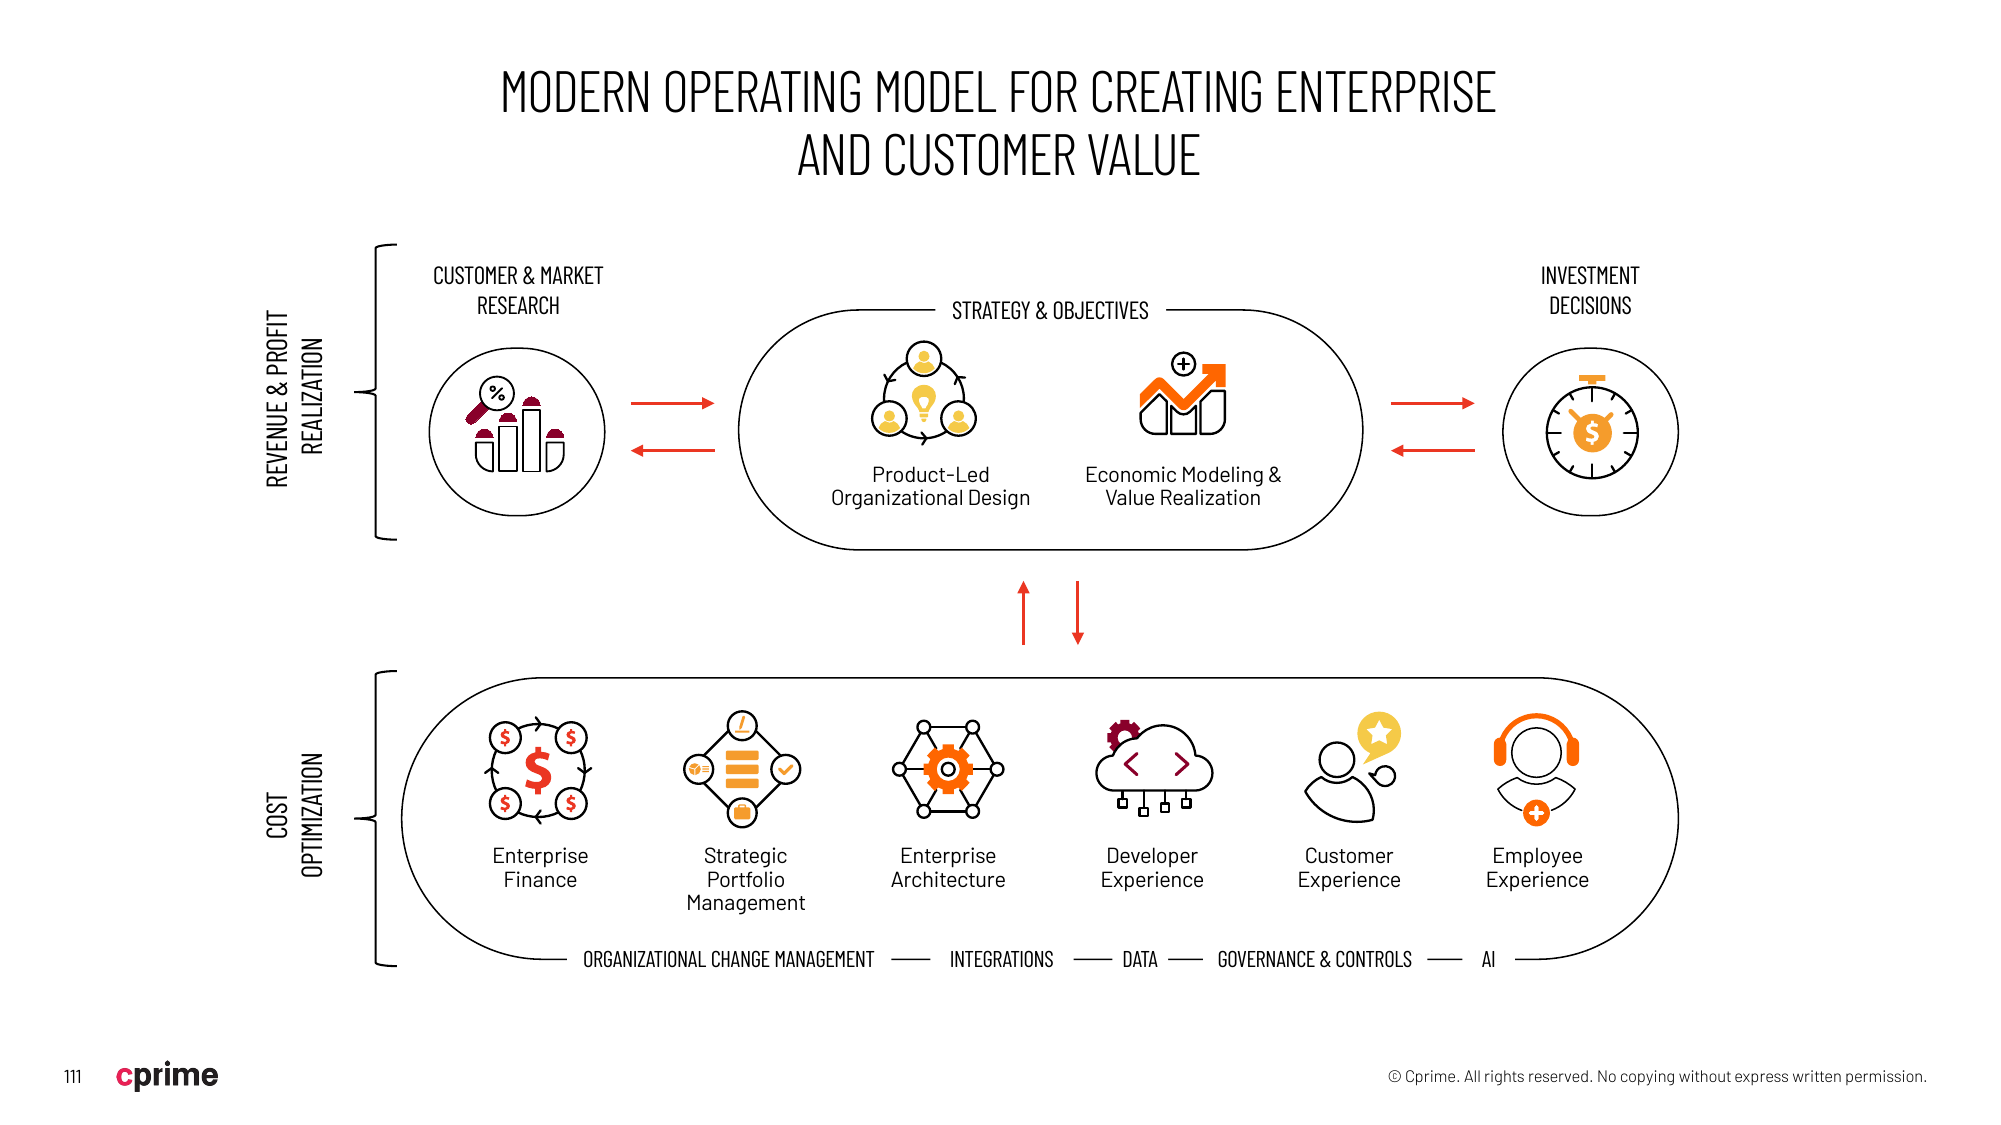 MODERN OPERATING MODEL FOR CREATING ENTERPRISE
AND CUSTOMER VALUE
REVENUE & PROFIT
REALIZATION
CUSTOMER & MARKET
RESEARCH
%
STRATEGY & OBJECTIVES
Product-Led
Organizational Design
Economic Modeling &
Value Realization
INVESTMENT
DECISIONS
$
COST
OPTIMIZATION
$ $
$
$ $
Enterprise
Finance
Strategic
Portfolio
Management
Enterprise
Architecture
Developer
Experience
Customer
Experience
Employee
Experience
ORGANIZATIONAL CHANGE MANAGEMENT — INTEGRATIONS — DATA — GOVERNANCE & CONTROLS — AI
111
cprime
© Cprime. All rights reserved. No copying without express written permission.